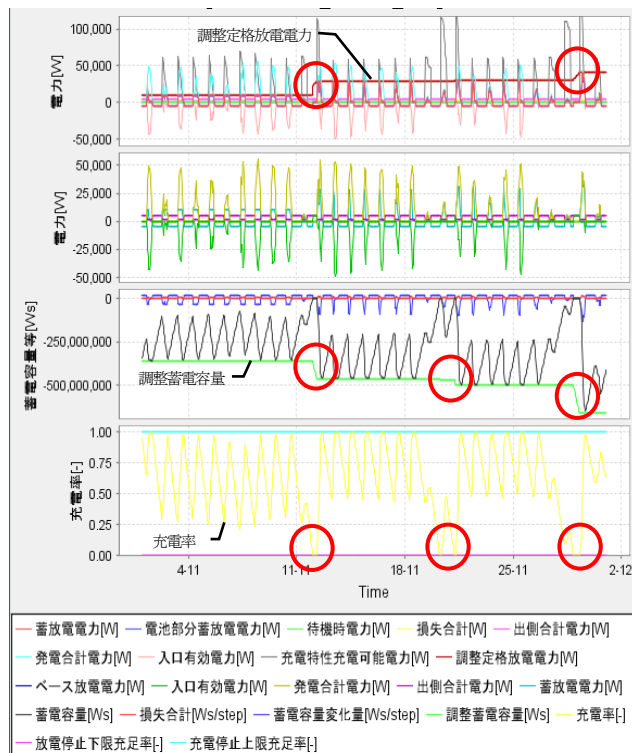 調整定格放電電力
100,000
50,000
0
-50,000
電力[W]
50,000
25,000
0
-25,000
-50,000
電力[W]
0
-500,000,000
蓄電容量等[Ws]
調整蓄電容量
1.00
0.75
0.50
0.25
0.00
充電率[-]
充電率
4-11 11-11 18-11 25-11 2-12
Time
蓄放電電力[W] 電池部分蓄放電電力[W] 待機時電力[W] 損失合計[W] 出側合計電力[W]
発電合計電力[W] 入口有効電力[W] 充電特性充電可能電力[W] 調整定格放電電力[W]
ベース放電電力[W] 入口有効電力[W] 発電合計電力[W] 出側合計電力[W] 蓄放電電力[W]
蓄電容量[Ws] 損失合計[Ws/step] 蓄電容量変化量[Ws/step] 調整蓄電容量[Ws] 充電率[-]
放電停止下限充足率[-] 充電停止上限充足率[-]